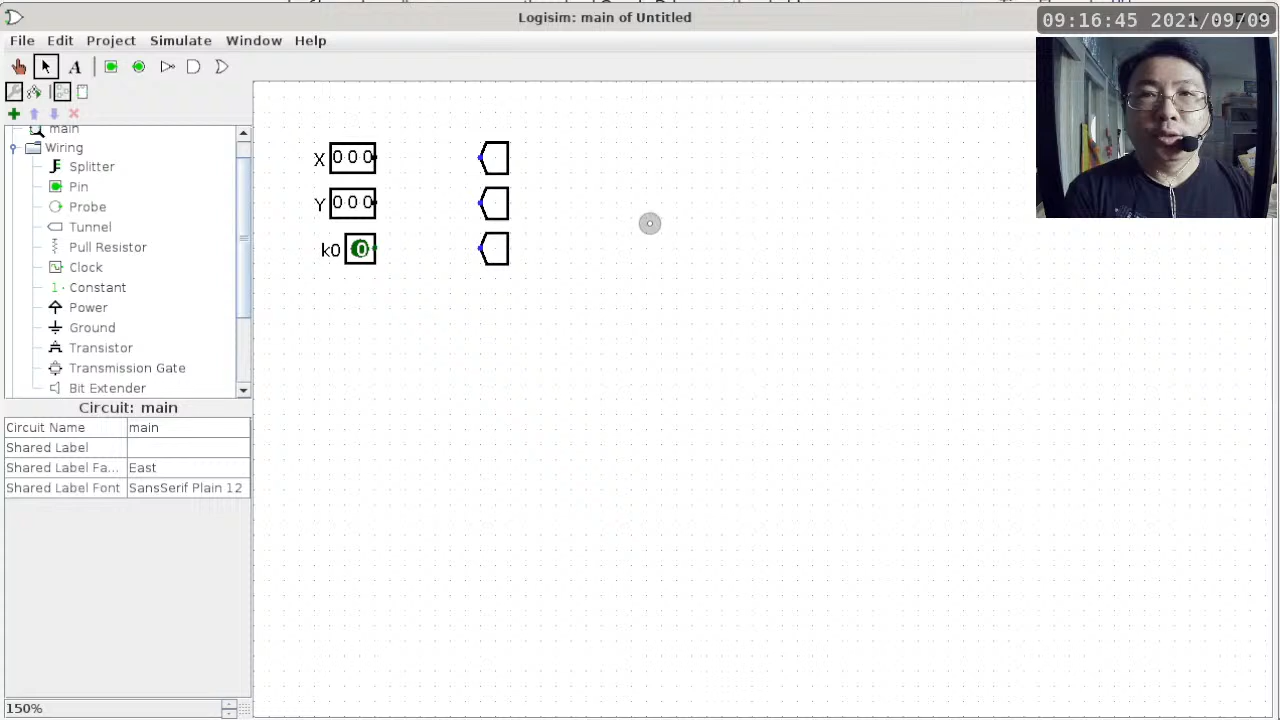 Logisim: main of Untitled
09:16:45 2021/09/09
File Edit Project Simulate Window Help
A
main
Wiring
Splitter
Pin
Probe
Tunnel
Pull Resistor
Clock
1 Constant
Power
Ground
Transistor
Transmission Gate
Bit Extender
X 000
Y 000
k0 0
Circuit: main
Circuit Name main
Shared Label
Shared Label Fa... East
Shared Label Font SansSerif Plain 12
150%